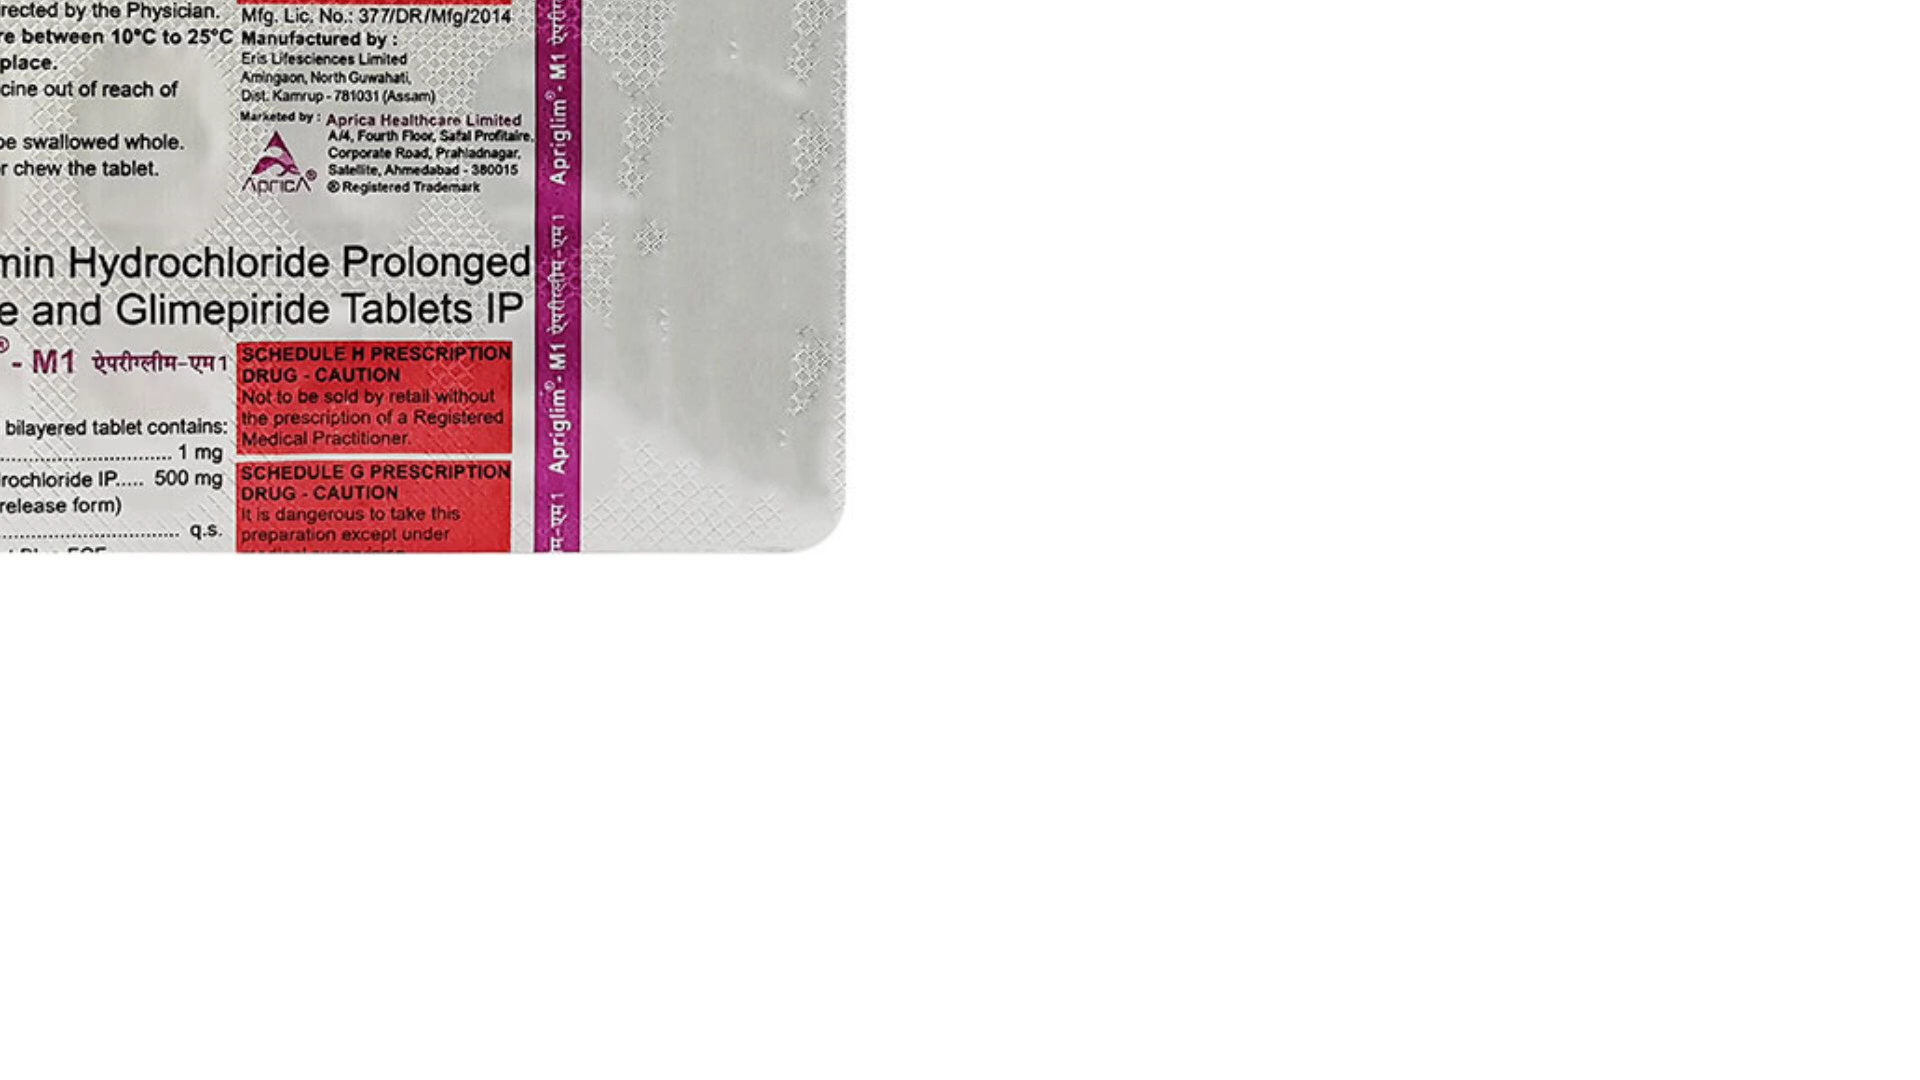 rected by the Physician.
re between 10°C to 25°C
place.
cine out of reach of
be swallowed whole.
r chew the tablet.
Mfg. Lic. No.: 377/DR/Mfg/2014
Manufactured by :
Eris Lifesciences Limited
Amingaon, North Guwahati,
Dist. Kamrup - 781031 (Assam)
Marketed by : Aprica Healthcare Limited
A/4, Fourth Floor, Safal Profitaire,
Corporate Road, Prahladnagar,
Satellite, Ahmedabad - 380015
® Registered Trademark
APRICA®
min Hydrochloride Prolonged
e and Glimepiride Tablets IP
® - M1 ऐपरीग्लीम-एम 1
bilayered tablet contains:
1 mg
rochloride IP..... 500 mg
release form)
q.s.
SCHEDULE H PRESCRIPTION
DRUG - CAUTION
Not to be sold by retail without
the prescription of a Registered
Medical Practitioner.
SCHEDULE G PRESCRIPTION
DRUG - CAUTION
It is dangerous to take this
preparation except under
Apriglim® - M1 ऐपरीग्लीम-एम 1 Apriglim® - M1